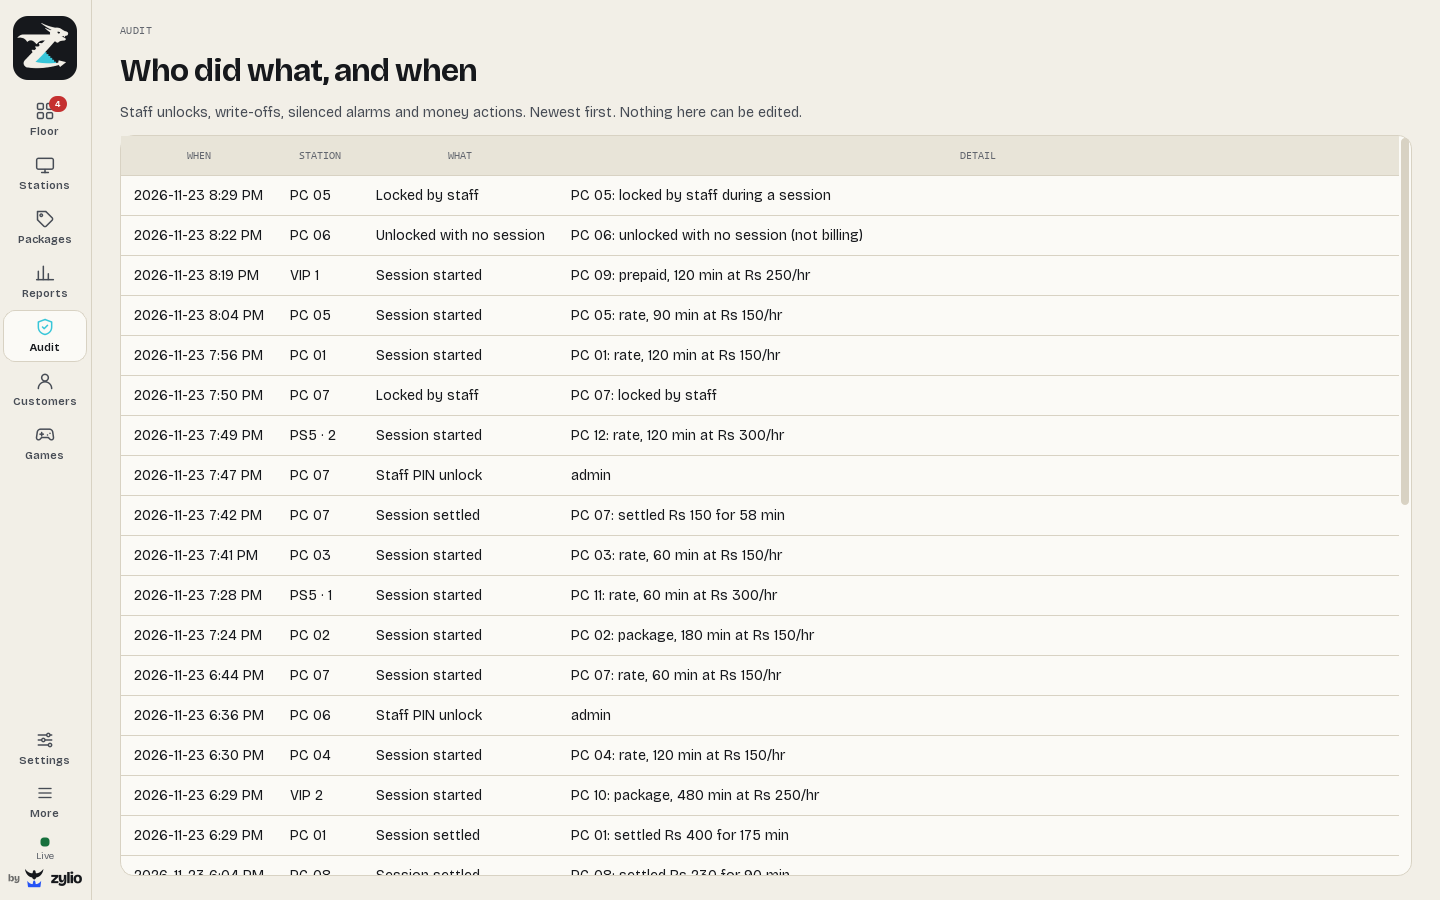 AUDIT
Who did what, and when
Staff unlocks, write-offs, silenced alarms and money actions. Newest first. Nothing here can be edited.
4
Floor
Stations
Packages
Reports
Audit
Customers
Games
Settings
More
Live
by zylio
WHEN STATION WHAT DETAIL
2026-11-23 8:29 PM PC 05 Locked by staff PC 05: locked by staff during a session
2026-11-23 8:22 PM PC 06 Unlocked with no session PC 06: unlocked with no session (not billing)
2026-11-23 8:19 PM VIP 1 Session started PC 09: prepaid, 120 min at Rs 250/hr
2026-11-23 8:04 PM PC 05 Session started PC 05: rate, 90 min at Rs 150/hr
2026-11-23 7:56 PM PC 01 Session started PC 01: rate, 120 min at Rs 150/hr
2026-11-23 7:50 PM PC 07 Locked by staff PC 07: locked by staff
2026-11-23 7:49 PM PS5 · 2 Session started PC 12: rate, 120 min at Rs 300/hr
2026-11-23 7:47 PM PC 07 Staff PIN unlock admin
2026-11-23 7:42 PM PC 07 Session settled PC 07: settled Rs 150 for 58 min
2026-11-23 7:41 PM PC 03 Session started PC 03: rate, 60 min at Rs 150/hr
2026-11-23 7:28 PM PS5 · 1 Session started PC 11: rate, 60 min at Rs 300/hr
2026-11-23 7:24 PM PC 02 Session started PC 02: package, 180 min at Rs 150/hr
2026-11-23 6:44 PM PC 07 Session started PC 07: rate, 60 min at Rs 150/hr
2026-11-23 6:36 PM PC 06 Staff PIN unlock admin
2026-11-23 6:30 PM PC 04 Session started PC 04: rate, 120 min at Rs 150/hr
2026-11-23 6:29 PM VIP 2 Session started PC 10: package, 480 min at Rs 250/hr
2026-11-23 6:29 PM PC 01 Session settled PC 01: settled Rs 400 for 175 min
2026-11-23 6:04 PM PC 08 Session settled PC 08: settled Rs 230 for 90 min